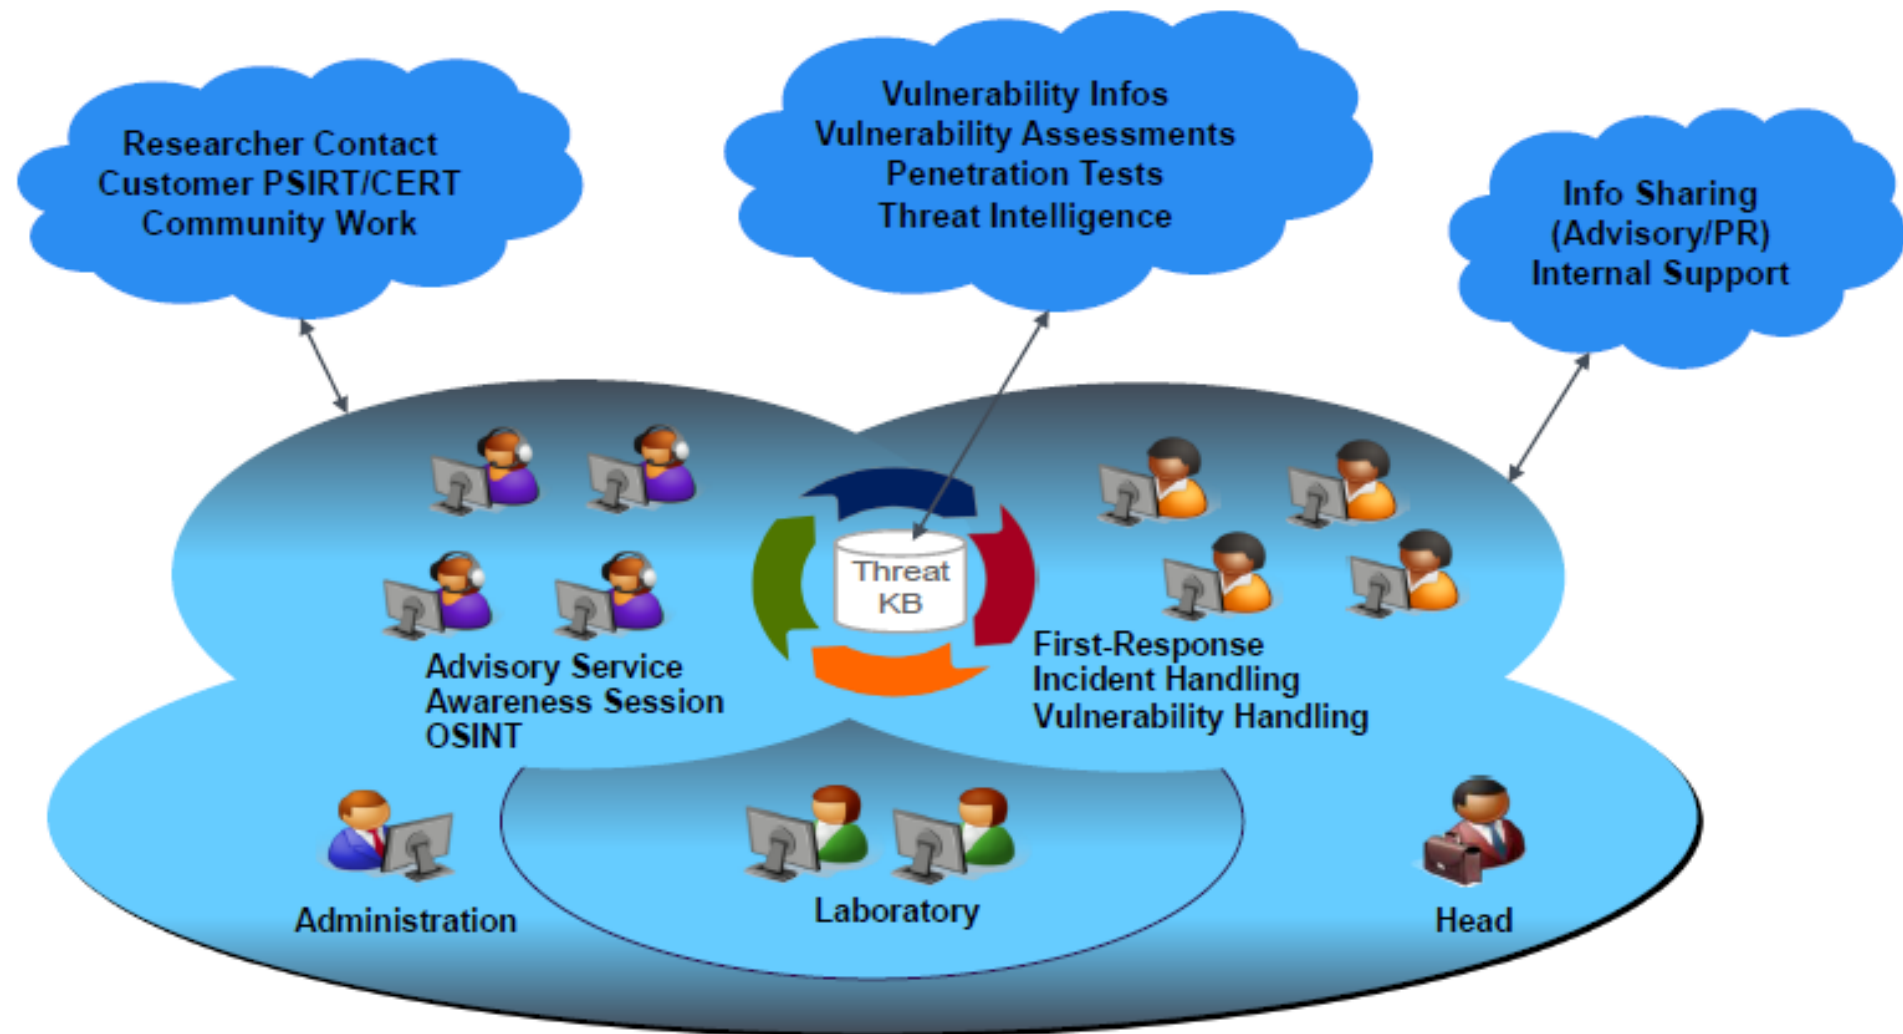 Researcher Contact
Customer PSIRT/CERT
Community Work
Vulnerability Infos
Vulnerability Assessments
Penetration Tests
Threat Intelligence
Info Sharing
(Advisory/PR)
Internal Support
Threat
KB
Advisory Service
Awareness Session
OSINT
First-Response
Incident Handling
Vulnerability Handling
Administration
Laboratory
Head